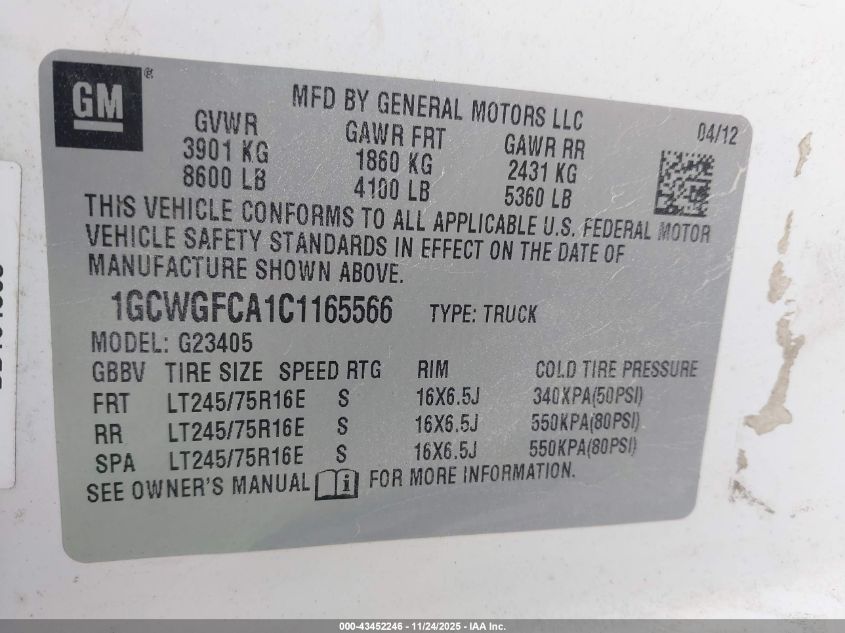 GM
MFD BY GENERAL MOTORS LLC
04/12
GVWR GAWR FRT GAWR RR
3901 KG 1860 KG 2431 KG
8600 LB 4100 LB 5360 LB
THIS VEHICLE CONFORMS TO ALL APPLICABLE U.S. FEDERAL MOTOR
VEHICLE SAFETY STANDARDS IN EFFECT ON THE DATE OF
MANUFACTURE SHOWN ABOVE.
1GCWGFCA1C1165566 TYPE: TRUCK
MODEL: G23405
GBBV TIRE SIZE SPEED RTG RIM COLD TIRE PRESSURE
FRT LT245/75R16E S 16X6.5J 340KPA(50PSI)
RR LT245/75R16E S 16X6.5J 550KPA(80PSI)
SPA LT245/75R16E S 16X6.5J 550KPA(80PSI)
SEE OWNER'S MANUAL i FOR MORE INFORMATION.
000-43452246 - 11/24/2025 - IAA Inc.